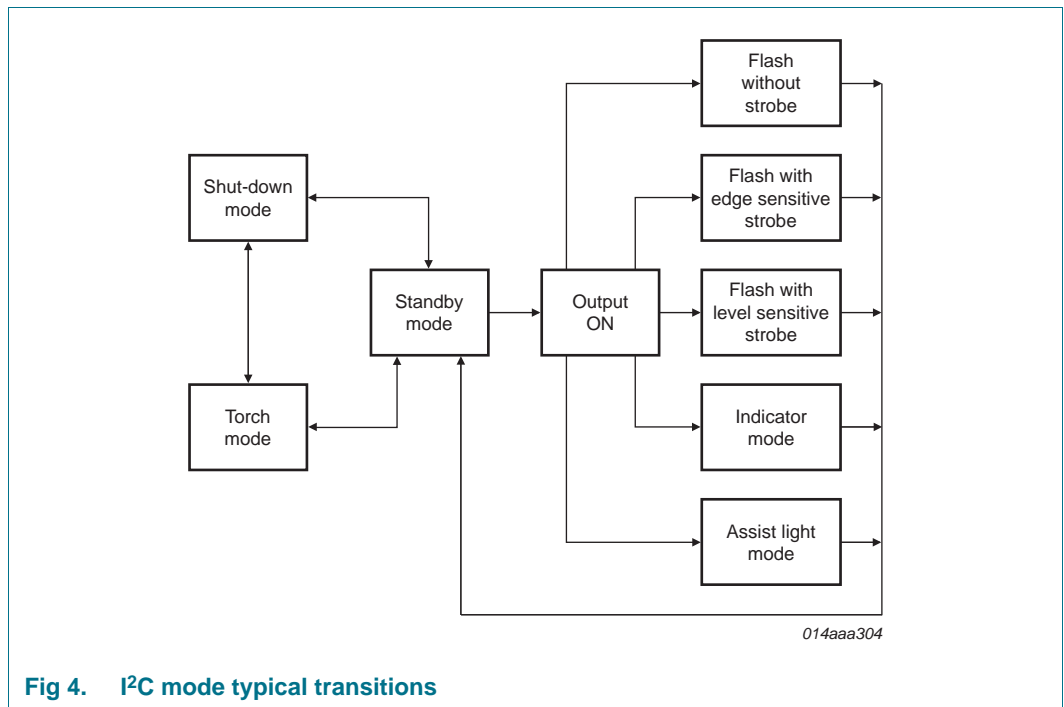 Flash
without
strobe
Shut-down
mode
Flash with
edge sensitive
strobe
Standby
mode
Output
ON
Flash with
level sensitive
strobe
Torch
mode
Indicator
mode
Assist light
mode
014aaa304
Fig 4. I²C mode typical transitions